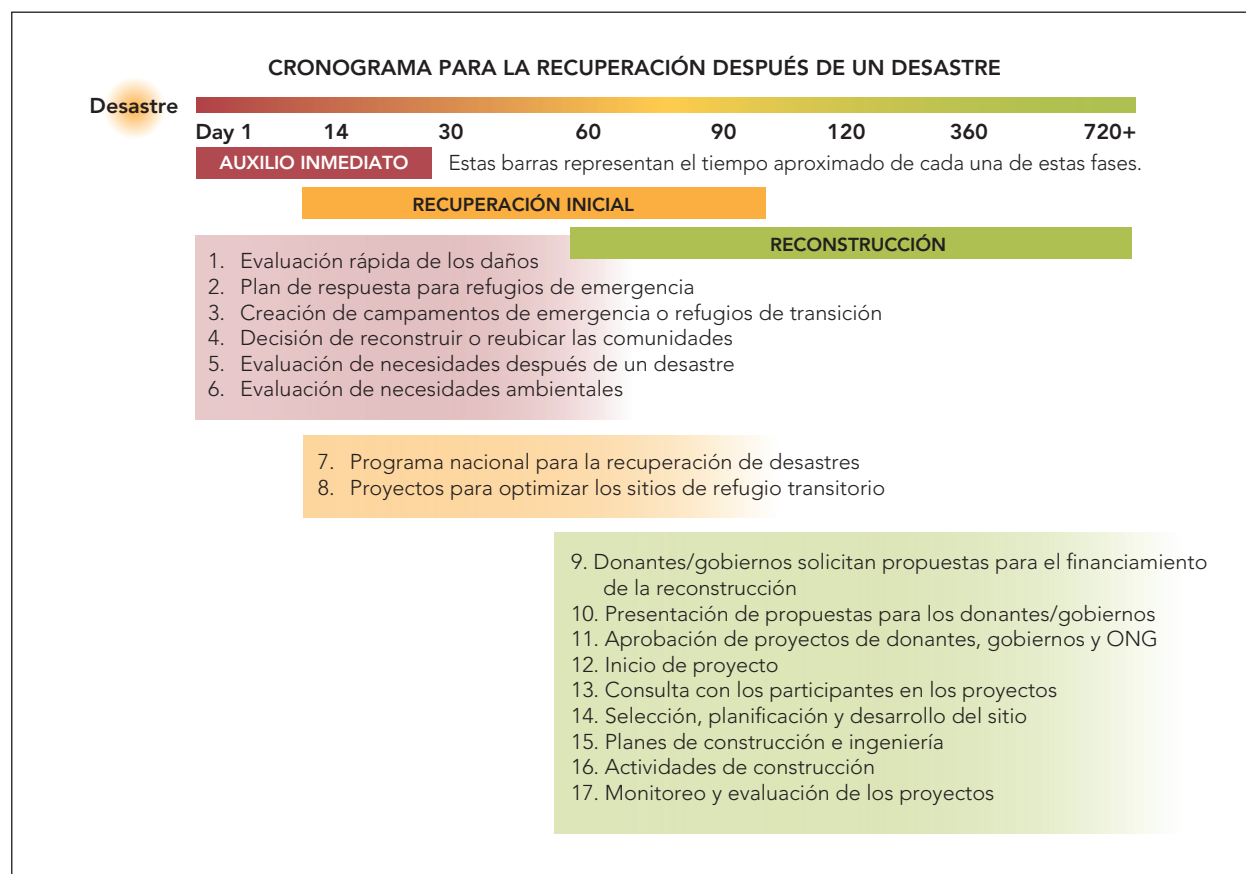 CRONOGRAMA PARA LA RECUPERACIÓN DESPUÉS DE UN DESASTRE
Desastre
Day 1 14 30 60 90 120 360 720+
AUXILIO INMEDIATO Estas barras representan el tiempo aproximado de cada una de estas fases.
RECUPERACIÓN INICIAL
RECONSTRUCCIÓN
1. Evaluación rápida de los daños
2. Plan de respuesta para refugios de emergencia
3. Creación de campamentos de emergencia o refugios de transición
4. Decisión de reconstruir o reubicar las comunidades
5. Evaluación de necesidades después de un desastre
6. Evaluación de necesidades ambientales
7. Programa nacional para la recuperación de desastres
8. Proyectos para optimizar los sitios de refugio transitorio
9. Donantes/gobiernos solicitan propuestas para el financiamiento
de la reconstrucción
10. Presentación de propuestas para los donantes/gobiernos
11. Aprobación de proyectos de donantes, gobiernos y ONG
12. Inicio de proyecto
13. Consulta con los participantes en los proyectos
14. Selección, planificación y desarrollo del sitio
15. Planes de construcción e ingeniería
16. Actividades de construcción
17. Monitoreo y evaluación de los proyectos